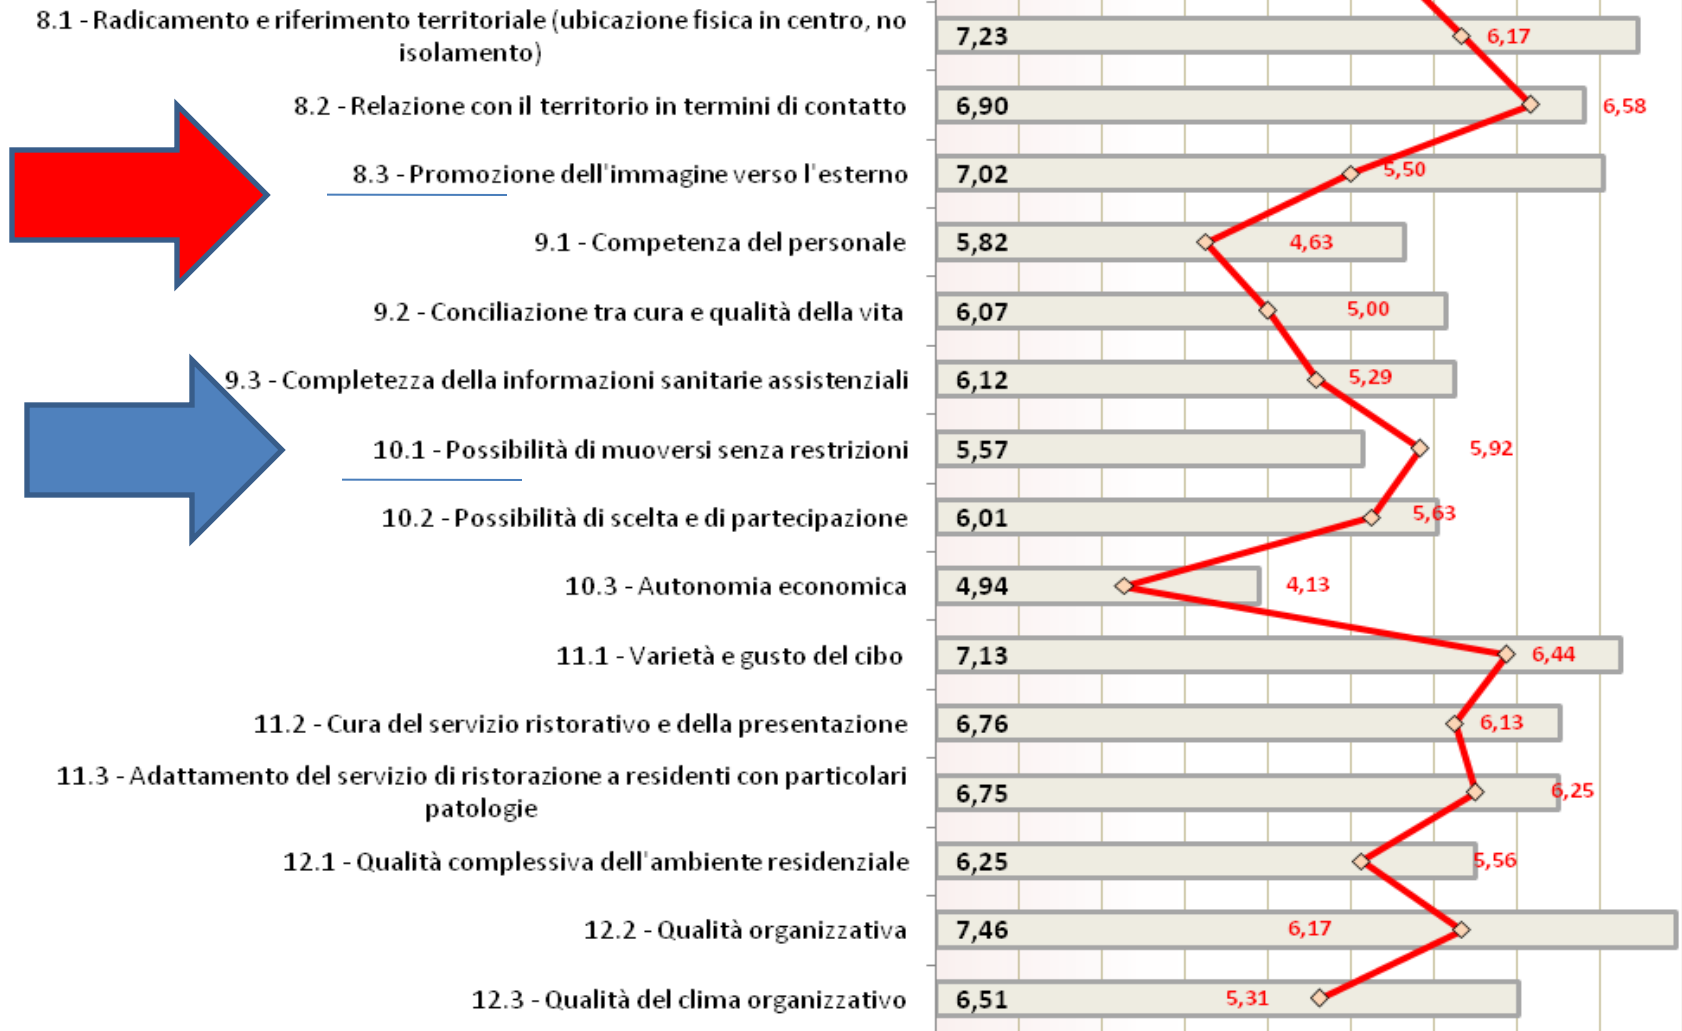 8.1 - Radicamento e riferimento territoriale (ubicazione fisica in centro, no
isolamento)
7,23
6,17
8.2 - Relazione con il territorio in termini di contatto
6,90
6,58
8.3 - Promozione dell'immagine verso l'esterno
7,02
5,50
9.1 - Competenza del personale
5,82
4,63
9.2 - Conciliazione tra cura e qualità della vita
6,07
5,00
9.3 - Completezza della informazioni sanitarie assistenziali
6,12
5,29
10.1 - Possibilità di muoversi senza restrizioni
5,57
5,92
10.2 - Possibilità di scelta e di partecipazione
6,01
5,63
10.3 - Autonomia economica
4,94
4,13
11.1 - Varietà e gusto del cibo
7,13
6,44
11.2 - Cura del servizio ristorativo e della presentazione
6,76
6,13
11.3 - Adattamento del servizio di ristorazione a residenti con particolari
patologie
6,75
6,25
12.1 - Qualità complessiva dell'ambiente residenziale
6,25
5,56
12.2 - Qualità organizzativa
7,46
6,17
12.3 - Qualità del clima organizzativo
6,51
5,31